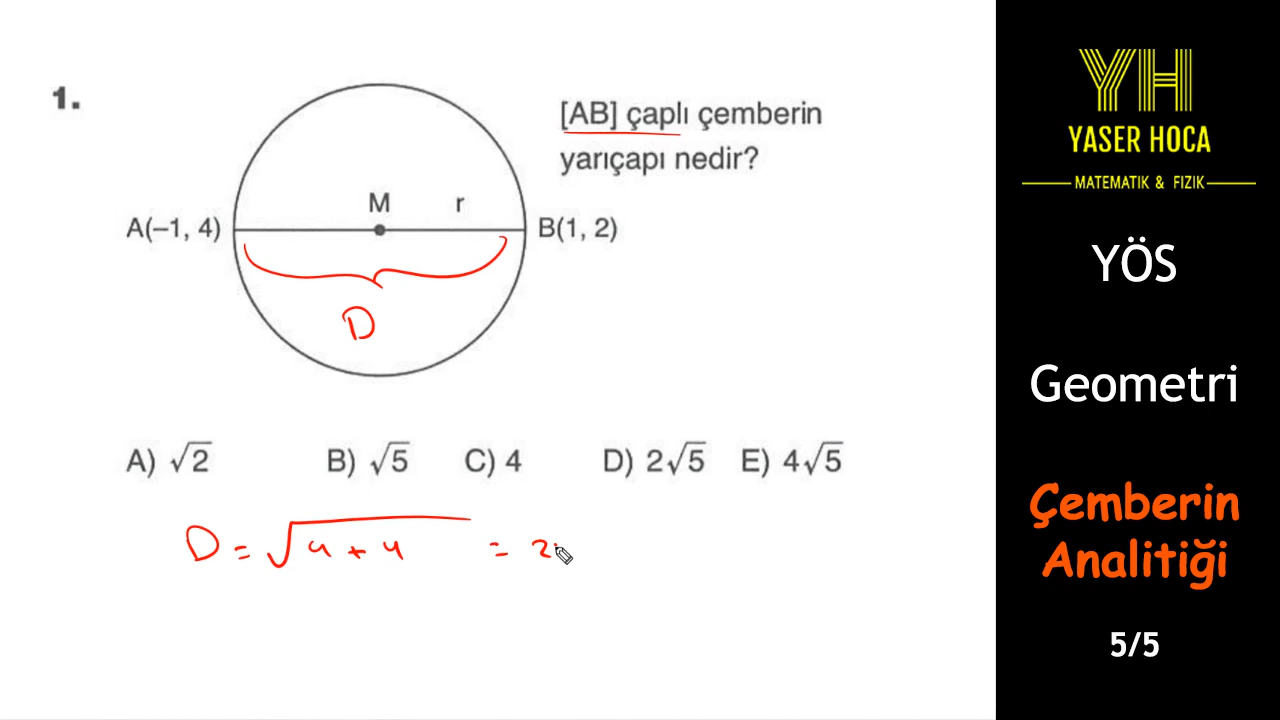 1.
[AB] çaplı çemberin
yarıçapı nedir?
M
r
A(–1, 4)
B(1, 2)
D
A) √2 B) √5 C) 4 D) 2√5 E) 4√5
D = √4 + 4 = 2
YH
YASER HOCA
MATEMATIK & FIZIK
YÖS
Geometri
Çemberin
Analitiği
5/5